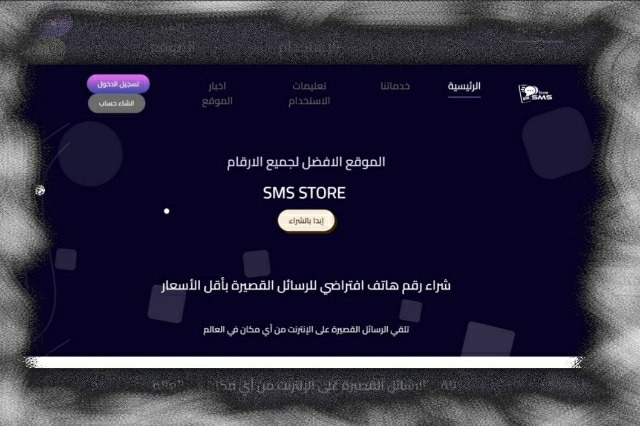 SMS
الرئيسية
خدماتنا
تعليمات
الاستخدام
اخبار
الموقع
تسجيل الدخول
انشاء حساب
الموقع الافضل لجميع الارقام
SMS STORE
إبدا بالشراء
شراء رقم هاتف افتراضي للرسائل القصيرة بأقل الأسعار
تلقي الرسائل القصيرة على الإنترنت من أي مكان في العالم